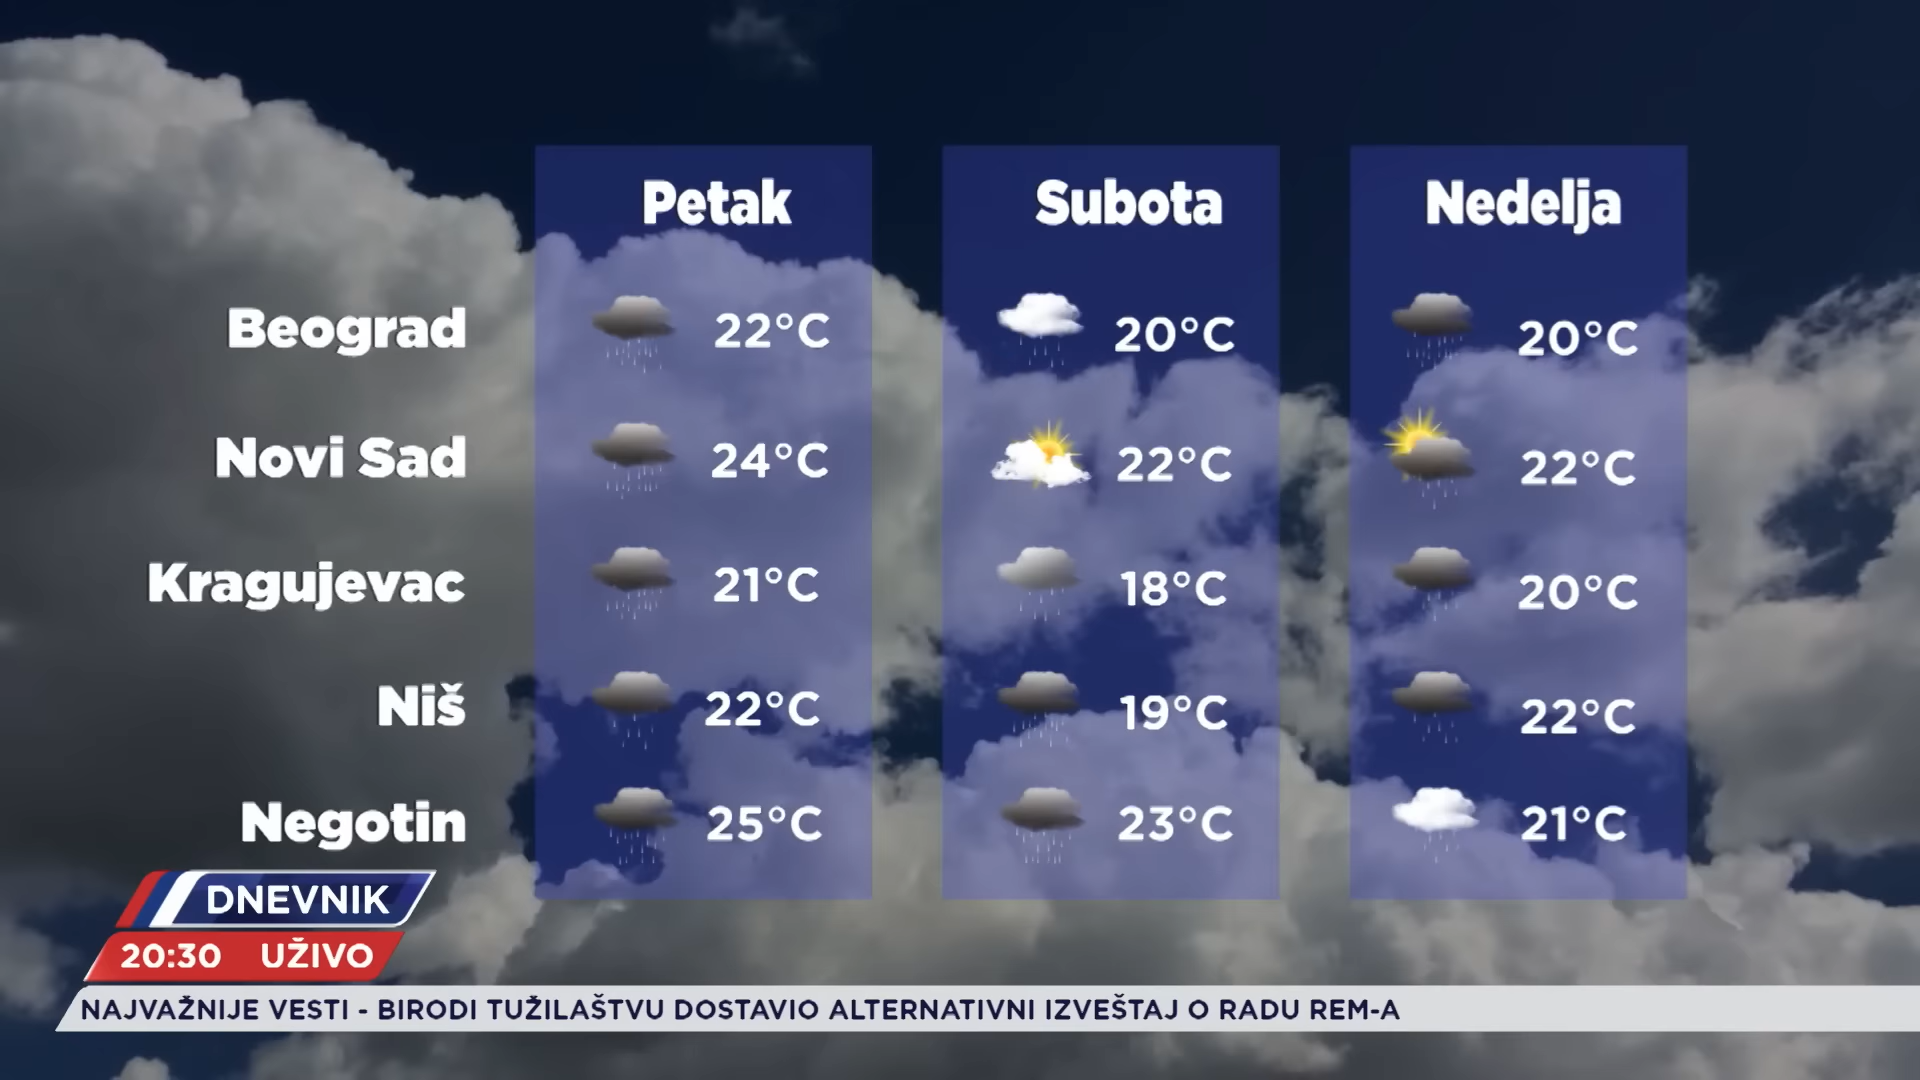 Petak Subota Nedelja
Beograd 22°C 20°C 20°C
Novi Sad 24°C 22°C 22°C
Kragujevac 21°C 18°C 20°C
Niš 22°C 19°C 22°C
Negotin 25°C 23°C 21°C
DNEVNIK
20:30 UŽIVO
NAJVAŽNIJE VESTI - BIRODI TUŽILAŠTVU DOSTAVIO ALTERNATIVNI IZVEŠTAJ O RADU REM-A